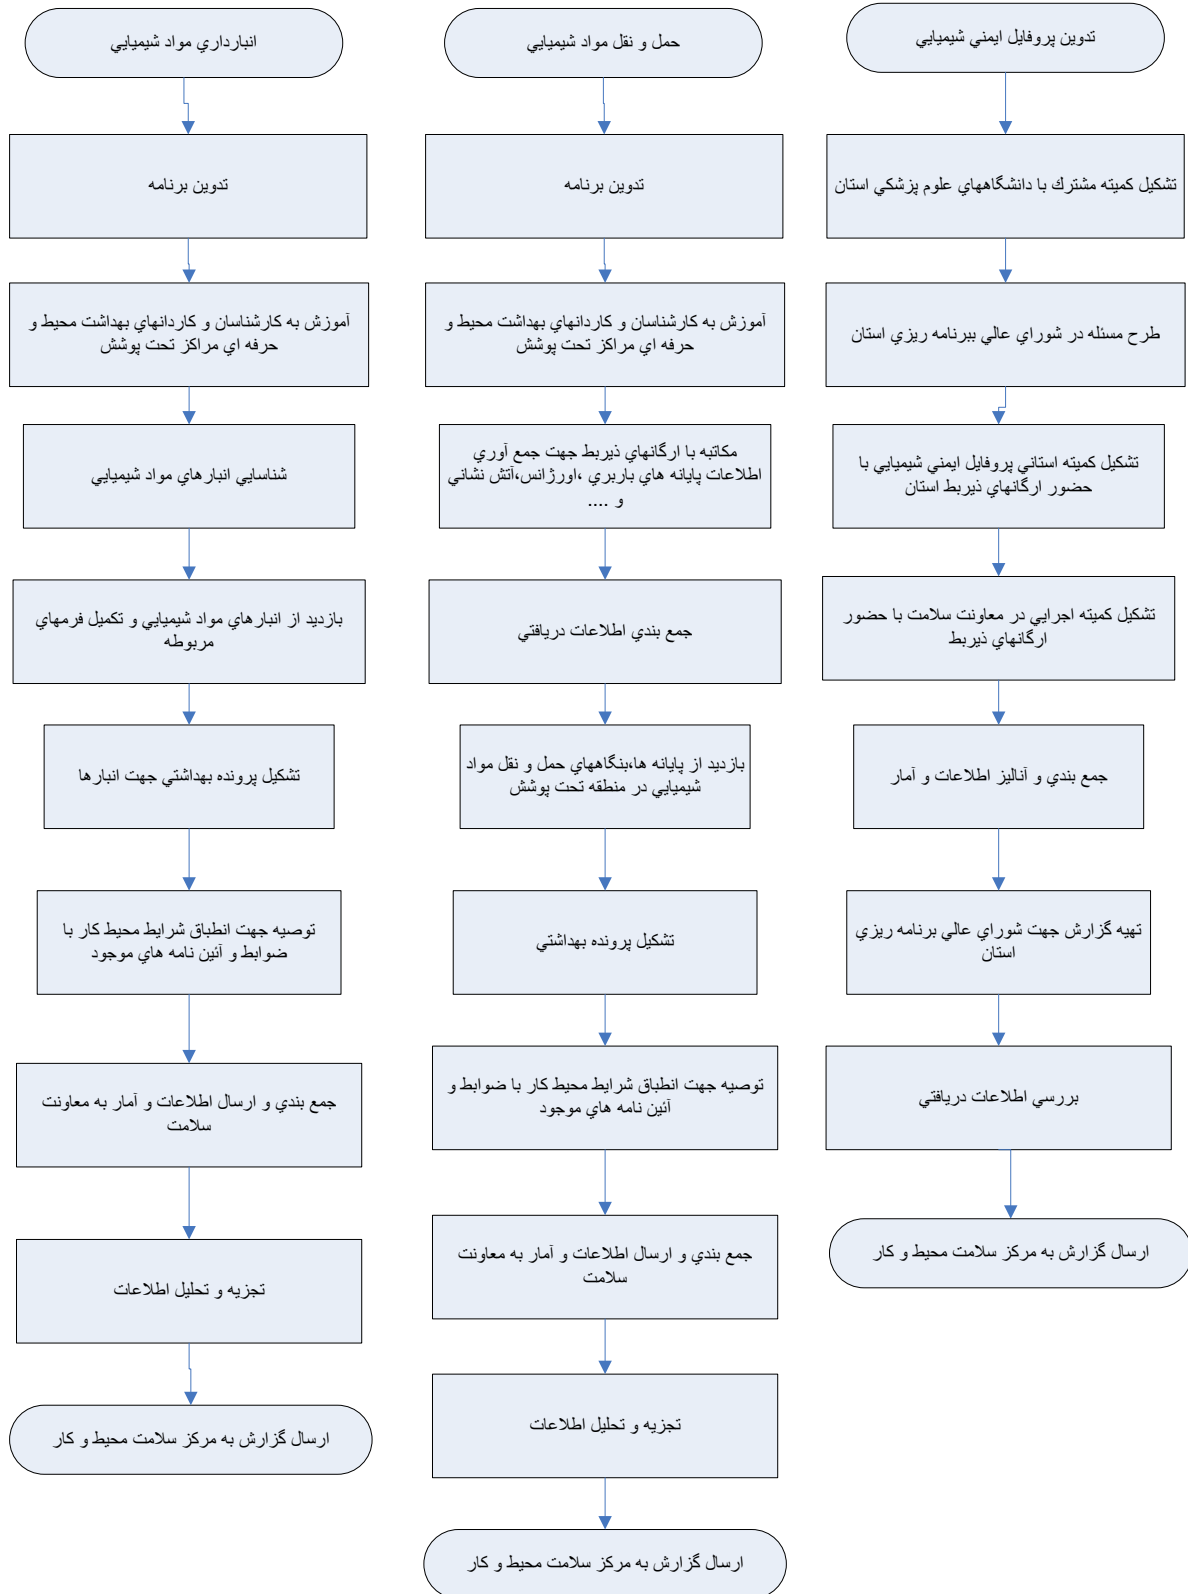 تدوين پروفايل ايمني شيميايي
تشكيل كميته مشترك با دانشگاههاي علوم پزشكي استان
طرح مسئله در شوراي عالي ببرنامه ريزي استان
تشكيل كميته استاني پروفايل ايمني شيميايي با
حضور ارگانهاي ذيربط استان
تشكيل كميته اجرايي در معاونت سلامت با حضور
ارگانهاي ذيربط
جمع بندي و آناليز اطلاعات و آمار
تهيه گزارش جهت شوراي عالي برنامه ريزي
استان
بررسي اطلاعات دريافتي
ارسال گزارش به مركز سلامت محيط و كار
حمل و نقل مواد شيميايي
تدوين برنامه
آموزش به كارشناسان و كاردانهاي بهداشت محيط و
حرفه اي مراكز تحت پوشش
مكاتبه با ارگانهاي ذيربط جهت جمع آوري
اطلاعات پايانه هاي باربري ،اورژانس،آتش نشاني
و ....
جمع بندي اطلاعات دريافتي
بازديد از پايانه ها،بنگاههاي حمل و نقل مواد
شيميايي در منطقه تحت پوشش
تشكيل پرونده بهداشتي
توصيه جهت انطباق شرايط محيط كار با ضوابط و
آئين نامه هاي موجود
جمع بندي و ارسال اطلاعات و آمار به معاونت
سلامت
تجزيه و تحليل اطلاعات
ارسال گزارش به مركز سلامت محيط و كار
انبارداري مواد شيميايي
تدوين برنامه
آموزش به كارشناسان و كاردانهاي بهداشت محيط و
حرفه اي مراكز تحت پوشش
شناسايي انبارهاي مواد شيميايي
بازديد از انبارهاي مواد شيميايي و تكميل فرمهاي
مربوطه
تشكيل پرونده بهداشتي جهت انبارها
توصيه جهت انطباق شرايط محيط كار با
ضوابط و آئين نامه هاي موجود
جمع بندي و ارسال اطلاعات و آمار به معاونت
سلامت
تجزيه و تحليل اطلاعات
ارسال گزارش به مركز سلامت محيط و كار